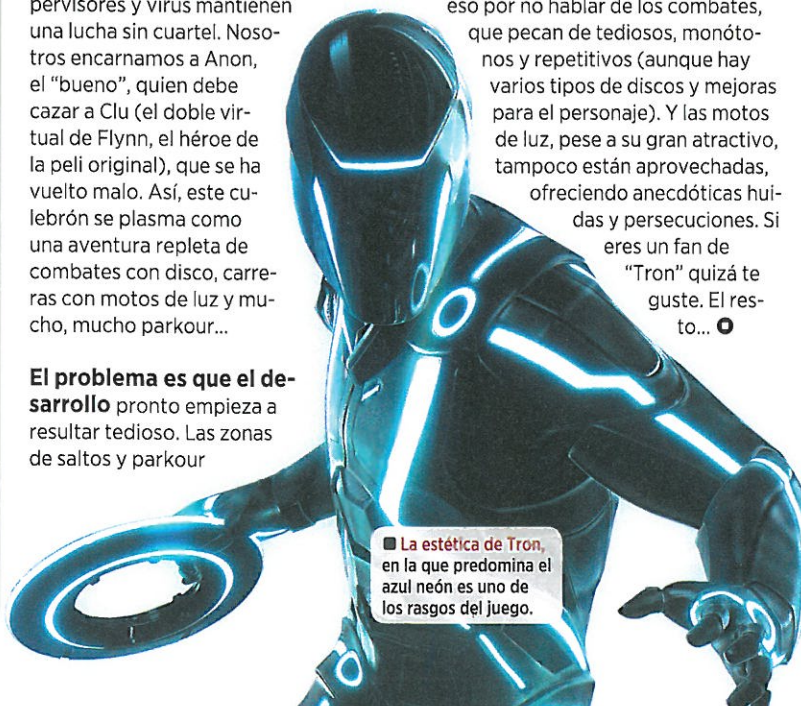 pervisores y virus mantienen
una lucha sin cuartel. Noso-
tros encarnamos a Anon,
el "bueno", quien debe
cazar a Clu (el doble vir-
tual de Flynn, el héroe de
la peli original), que se ha
vuelto malo. Así, este cu-
lebrón se plasma como
una aventura repleta de
combates con disco, carre-
ras con motos de luz y mu-
cho, mucho parkour...
El problema es que el de-
sarrollo pronto empieza a
resultar tedioso. Las zonas
de saltos y parkour
eso por no hablar de los combates,
que pecan de tediosos, monóto-
nos y repetitivos (aunque hay
varios tipos de discos y mejoras
para el personaje). Y las motos
de luz, pese a su gran atractivo,
tampoco están aprovechadas,
ofreciendo anecdóticas hui-
das y persecuciones. Si
eres un fan de
"Tron" quizá te
guste. El res-
to...
La estética de Tron,
en la que predomina el
azul neón es uno de
los rasgos del juego.